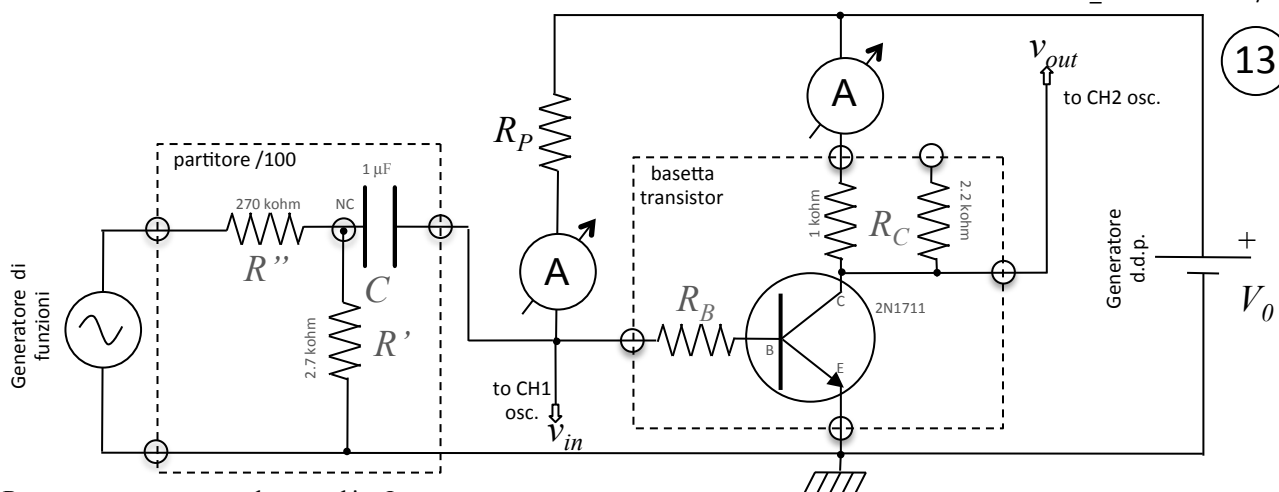 13
v_out
to CH2 osc.
A
R_P
partitore /100
1 µF
basetta
transistor
270 kohm
NC
R''
C
1 kohm
R_C
2.2 kohm
Generatore
d.d.p.
+
V_0
Generatore di
funzioni
2.7 kohm
R'
A
R_B
C
2N1711
B
E
to CH1
osc.
v_in